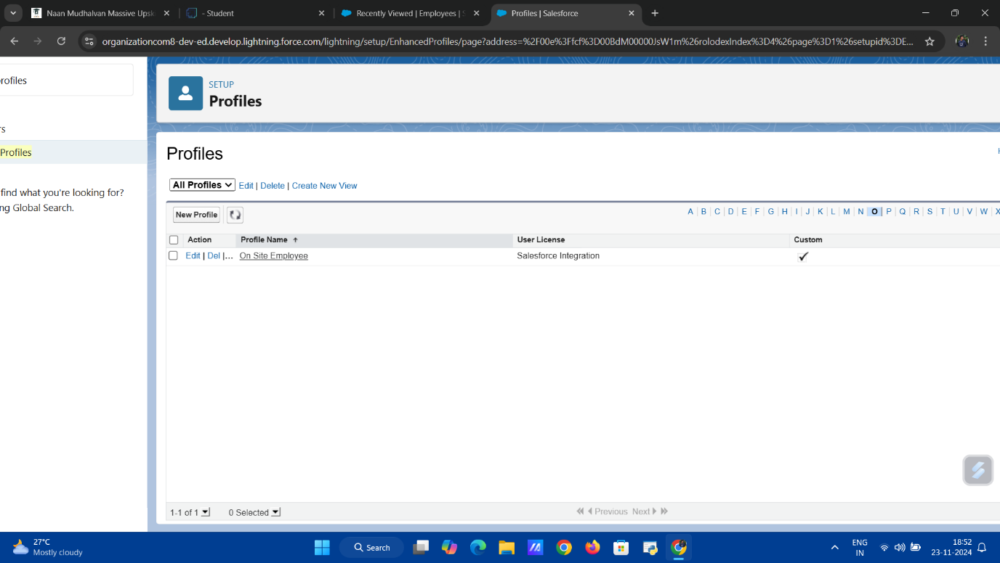 Naan Mudhalvan Massive Upsk
- Student
Recently Viewed | Employees |
Profiles | Salesforce
organizationcom8-dev-ed.develop.lightning.force.com/lightning/setup/EnhancedProfiles/page?address=%2F00e%3Ffcf%3D00BdM00000JsW1m%26rolodexIndex%3D4%26page%3D1%26setupid%3DE...
rofiles
rs
Profiles
find what you're looking for?
ng Global Search.
SETUP
Profiles
Profiles
All Profiles Edit | Delete | Create New View
New Profile
A | B | C | D | E | F | G | H | I | J | K | L | M | N | O | P | Q | R | S | T | U | V | W | X
Action Profile Name User License Custom
Edit | Del |... On Site Employee Salesforce Integration
1-1 of 1 0 Selected Previous Next
27°C
Mostly cloudy
Search
ENG
IN
18:52
23-11-2024